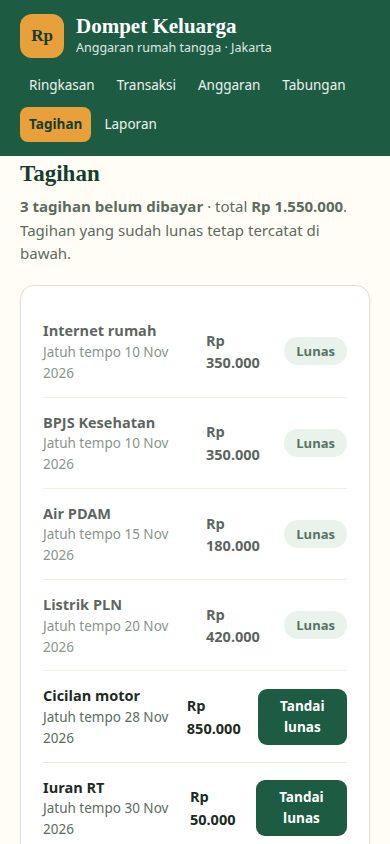 Rp
Dompet Keluarga
Anggaran rumah tangga · Jakarta
Ringkasan Transaksi Anggaran Tabungan
Tagihan Laporan
Tagihan
3 tagihan belum dibayar · total Rp 1.550.000.
Tagihan yang sudah lunas tetap tercatat di
bawah.
Internet rumah
Jatuh tempo 10 Nov
2026
Rp
350.000
Lunas
BPJS Kesehatan
Jatuh tempo 10 Nov
2026
Rp
350.000
Lunas
Air PDAM
Jatuh tempo 15 Nov
2026
Rp
180.000
Lunas
Listrik PLN
Jatuh tempo 20 Nov
2026
Rp
420.000
Lunas
Cicilan motor
Jatuh tempo 28 Nov
2026
Rp
850.000
Tandai
lunas
Iuran RT
Jatuh tempo 30 Nov
2026
Rp
50.000
Tandai
lunas